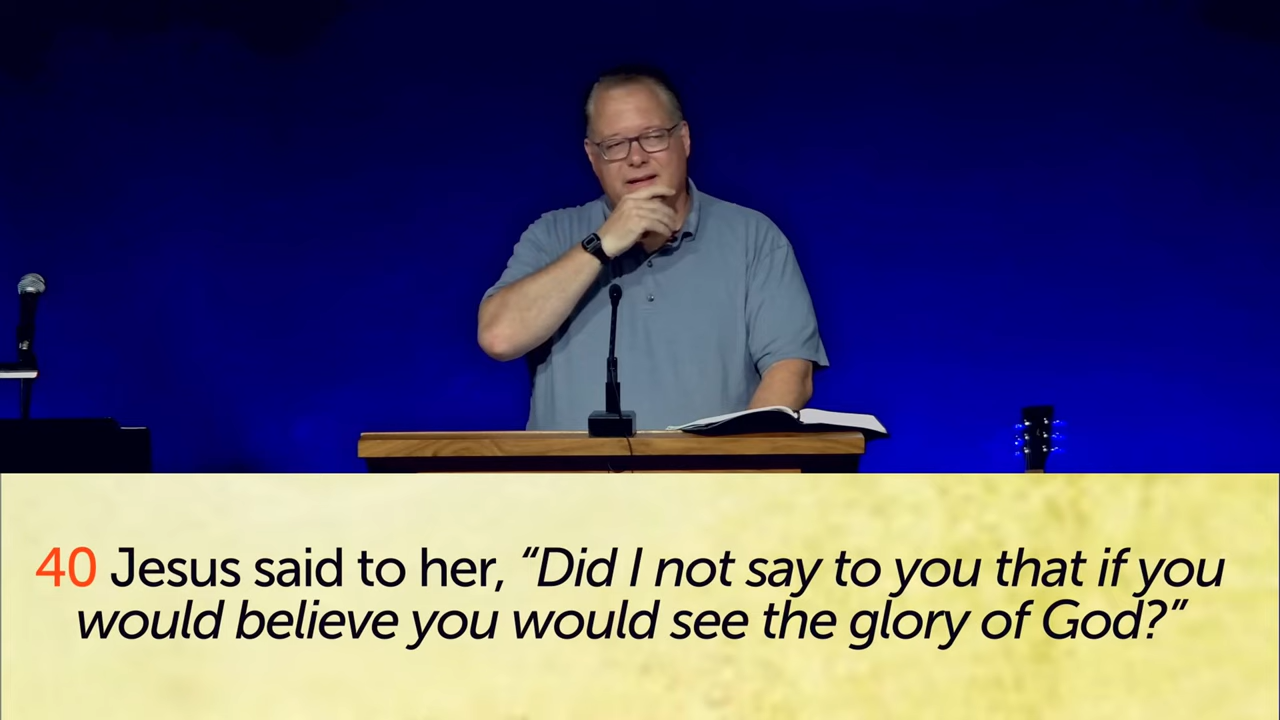 40 Jesus said to her, “Did I not say to you that if you
would believe you would see the glory of God?”